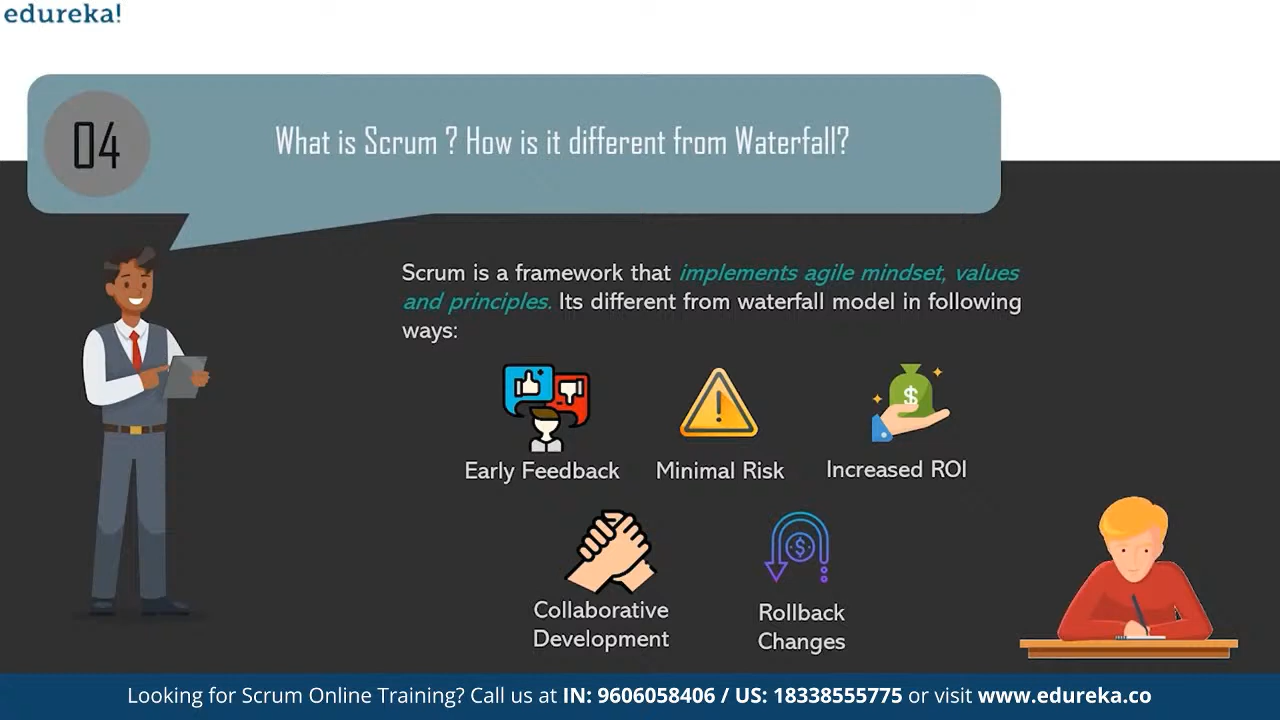 edureka!
04
What is Scrum ? How is it different from Waterfall?
Scrum is a framework that implements agile mindset, values
and principles. Its different from waterfall model in following
ways:
$
Early Feedback
Minimal Risk
Increased ROI
$
Collaborative
Development
Rollback
Changes
Looking for Scrum Online Training? Call us at IN: 9606058406 / US: 18338555775 or visit www.edureka.co